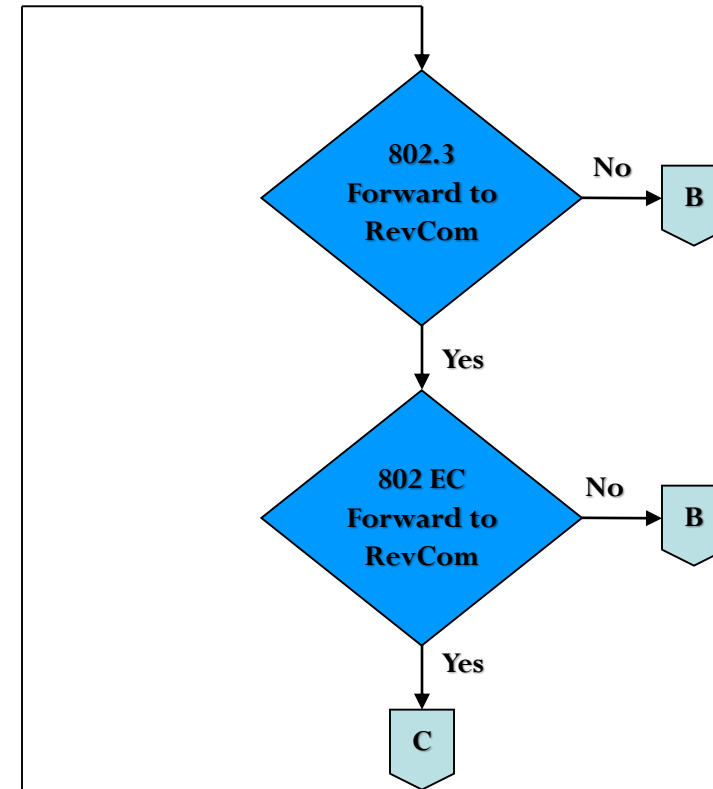 802.3
Forward to
RevCom
No
B
Yes
802 EC
Forward to
RevCom
No
B
Yes
C